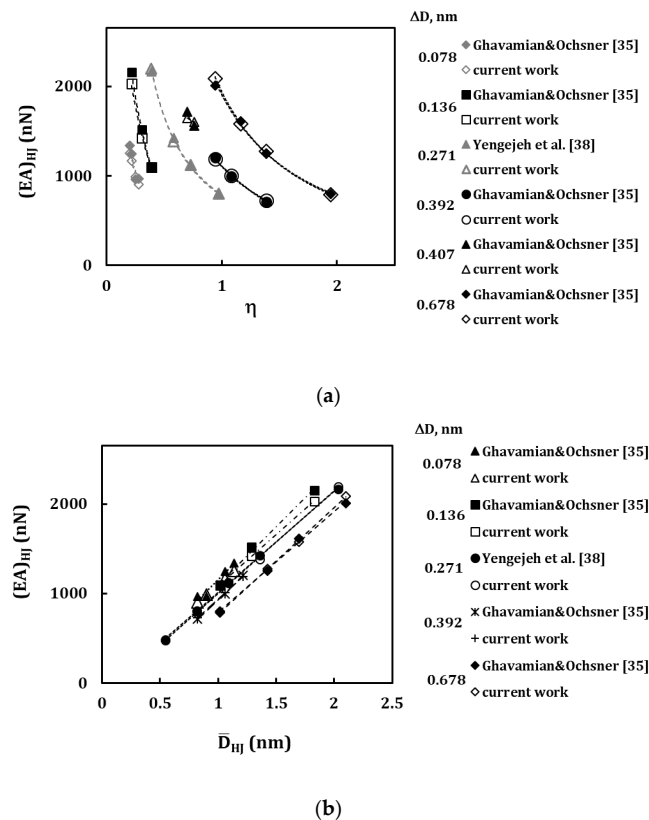 ΔD, nm
0.078
Ghavamian&Ochsner [35]
current work
0.136
Ghavamian&Ochsner [35]
current work
0.271
Yengejeh et al. [38]
current work
0.392
Ghavamian&Ochsner [35]
current work
0.407
Ghavamian&Ochsner [35]
current work
0.678
Ghavamian&Ochsner [35]
current work
(EA)HJ (nN)
2000
1000
0
0 1 2
η
(a)
ΔD, nm
0.078
Ghavamian&Ochsner [35]
current work
0.136
Ghavamian&Ochsner [35]
current work
0.271
Yengejeh et al. [38]
current work
0.392
Ghavamian&Ochsner [35]
current work
0.678
Ghavamian&Ochsner [35]
current work
(EA)HJ (nN)
2000
1000
0
0 0.5 1 1.5 2 2.5
D̅HJ (nm)
(b)